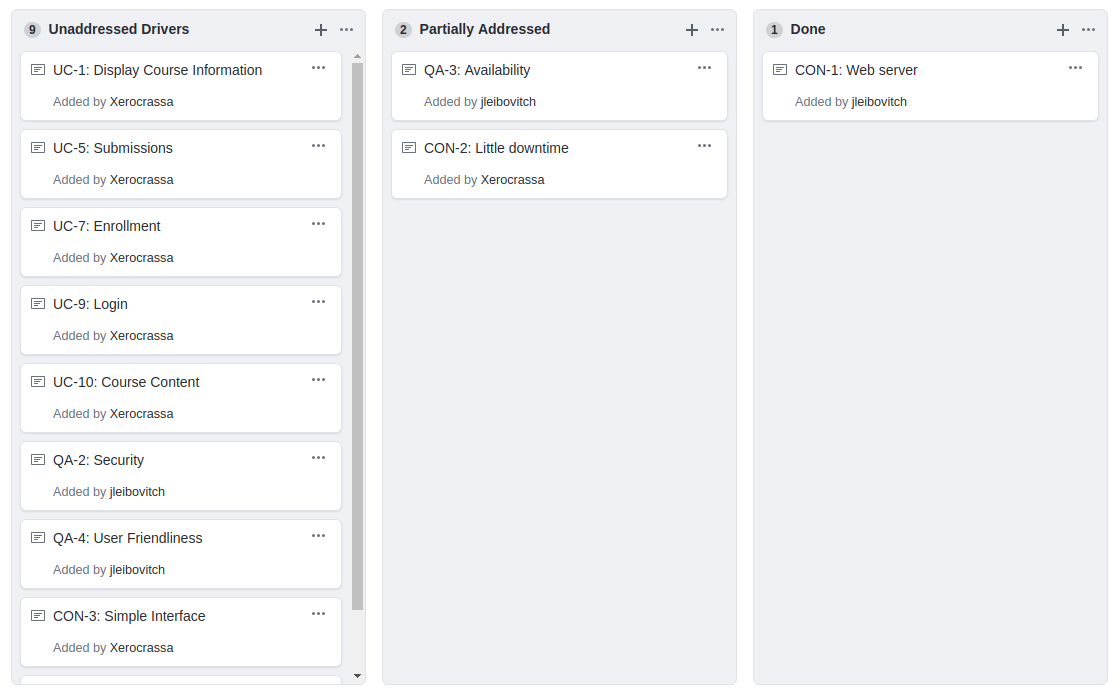 9 Unaddressed Drivers
UC-1: Display Course Information
Added by Xerocrassa
UC-5: Submissions
Added by Xerocrassa
UC-7: Enrollment
Added by Xerocrassa
UC-9: Login
Added by Xerocrassa
UC-10: Course Content
Added by Xerocrassa
QA-2: Security
Added by jleibovitch
QA-4: User Friendliness
Added by jleibovitch
CON-3: Simple Interface
Added by Xerocrassa
2 Partially Addressed
QA-3: Availability
Added by jleibovitch
CON-2: Little downtime
Added by Xerocrassa
1 Done
CON-1: Web server
Added by jleibovitch